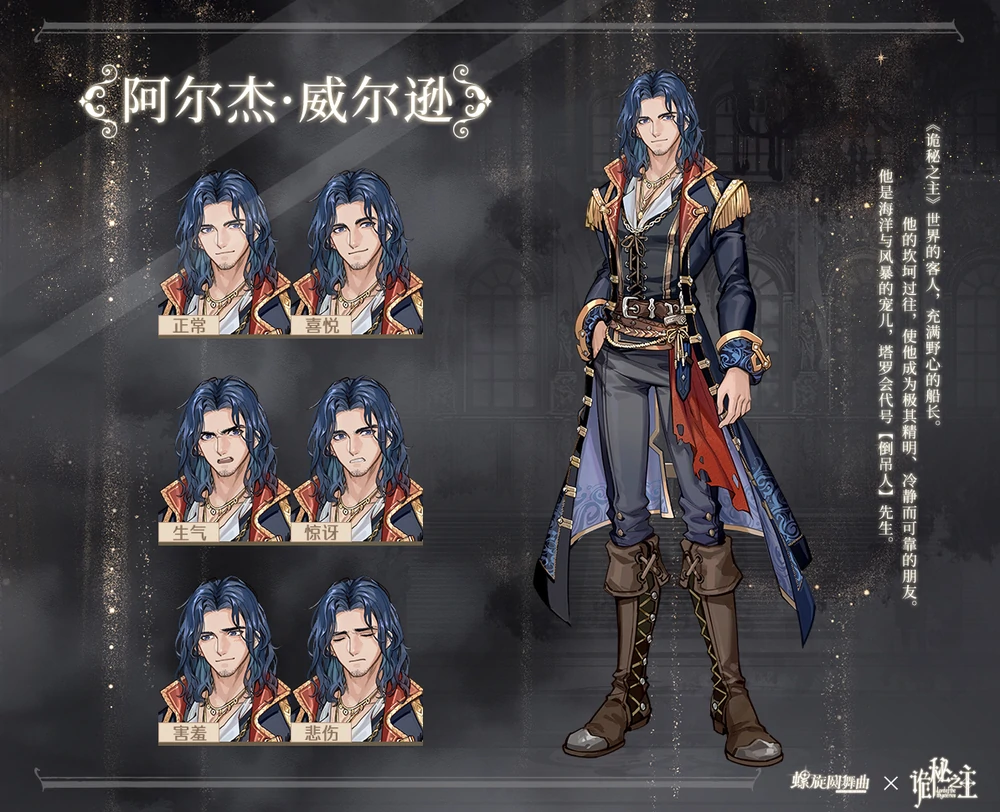 阿尔杰·威尔逊
正常
喜悦
生气
惊讶
害羞
悲伤
《诡秘之主》世界的客人，充满野心的船长。
他的坎坷过往，使他成为极其精明、冷静而可靠的朋友。
他是海洋与风暴的宠儿，塔罗会代号【倒吊人】先生。
螺旋圆舞曲 × 诡秘之主